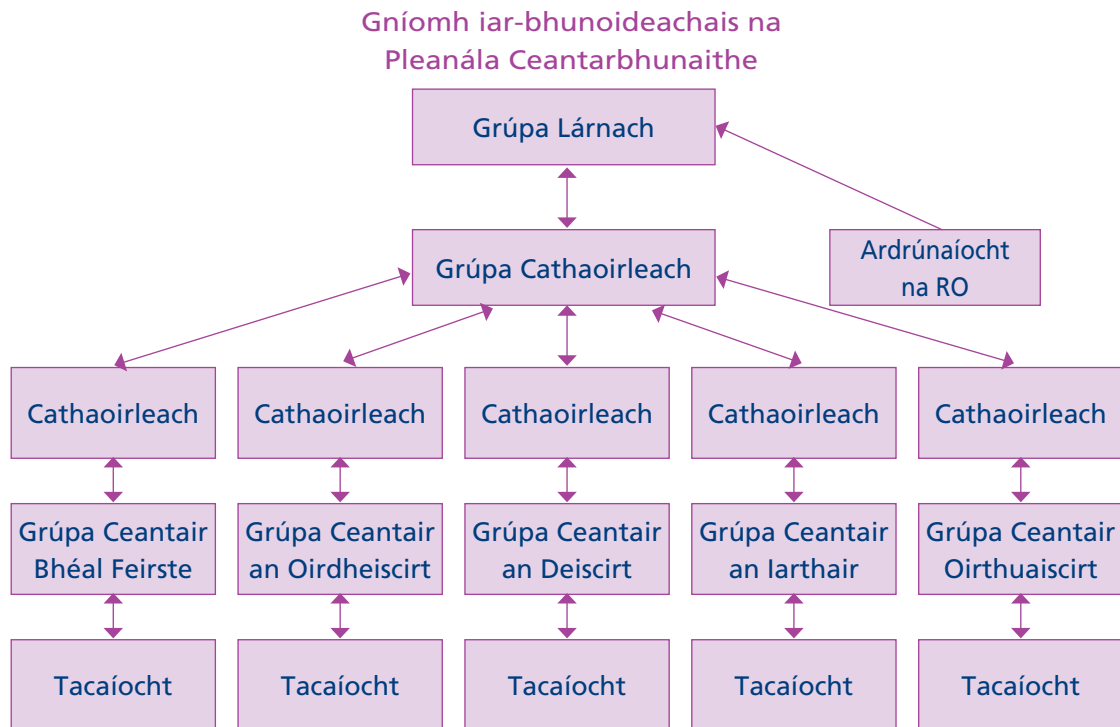 Gníomh iar-bhunoideachais na
Pleanála Ceantarbhunaithe
Grúpa Lárnach
Grúpa Cathaoirleach
Ardrúnaíocht
na RO
Cathaoirleach
Cathaoirleach
Cathaoirleach
Cathaoirleach
Cathaoirleach
Grúpa Ceantair
Bhéal Feirste
Grúpa Ceantair
an Oirdheiscirt
Grúpa Ceantair
an Deiscirt
Grúpa Ceantair
an Iarthair
Grúpa Ceantair
Oirthuaiscirt
Tacaíocht
Tacaíocht
Tacaíocht
Tacaíocht
Tacaíocht